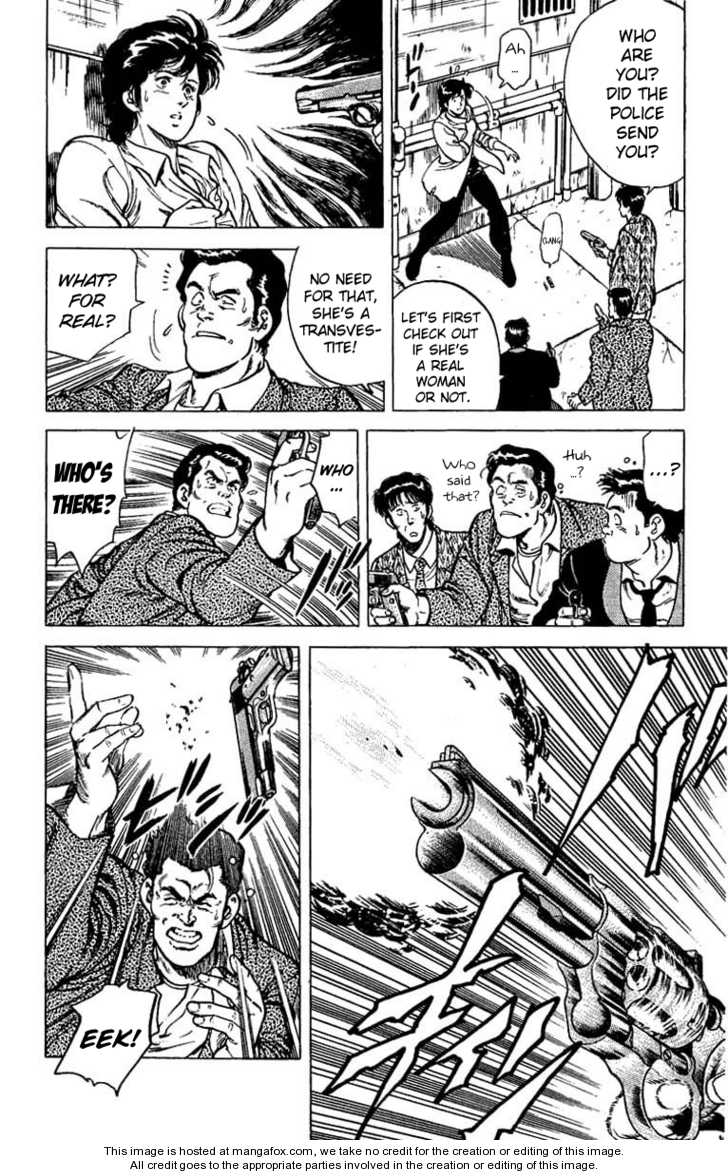 WHO
ARE
YOU?
DID THE
POLICE
SEND
YOU?
Ah
...
GANG
LET'S FIRST
CHECK OUT
IF SHE'S
A REAL
WOMAN
OR NOT.
NO NEED
FOR THAT,
SHE'S A
TRANSVES-
TITE!
WHAT?
FOR
REAL?
...?
Huh
...?
Who
said
that?
WHO
...
WHO'S
THERE?
EEK!
This image is hosted at mangafox.com, we take no credit for the creation or editing of this image.
All credit goes to the appropriate parties involved in the creation or editing of this image.